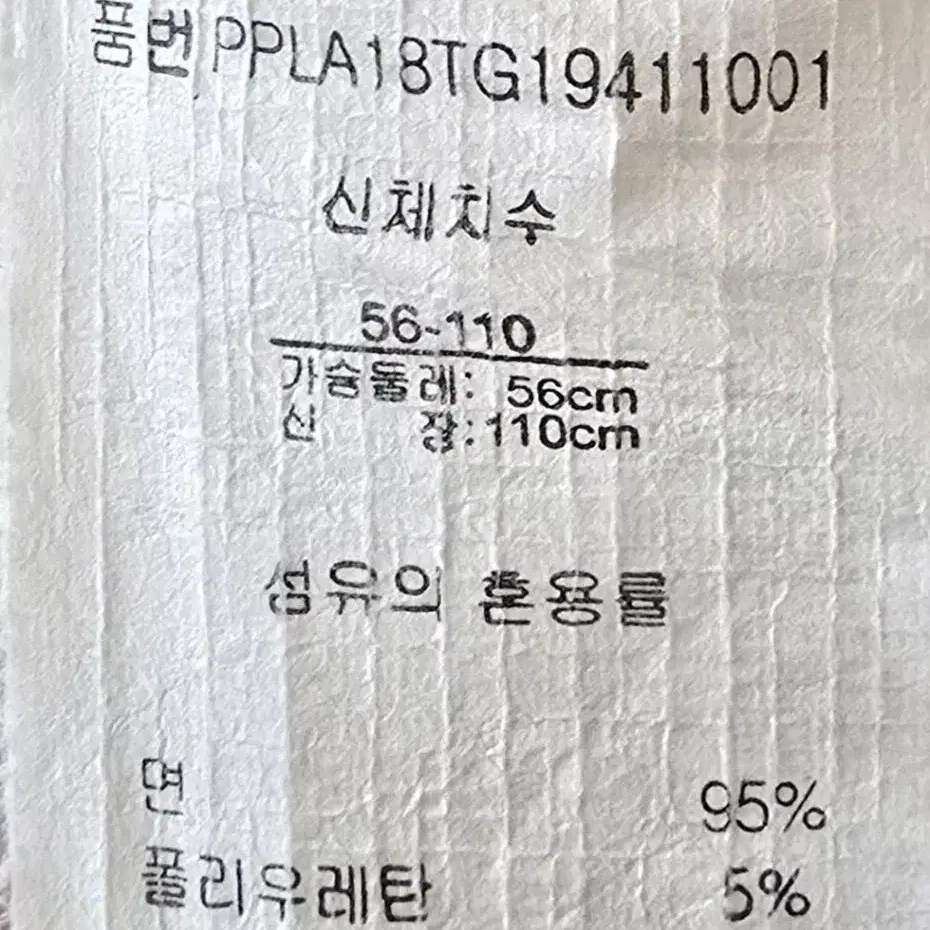 품번 PPLA18TG19411001
신체치수
56-110
가슴둘레: 56cm
신 장:110cm
섬유의 혼용률
면 95%
폴리우레탄 5%